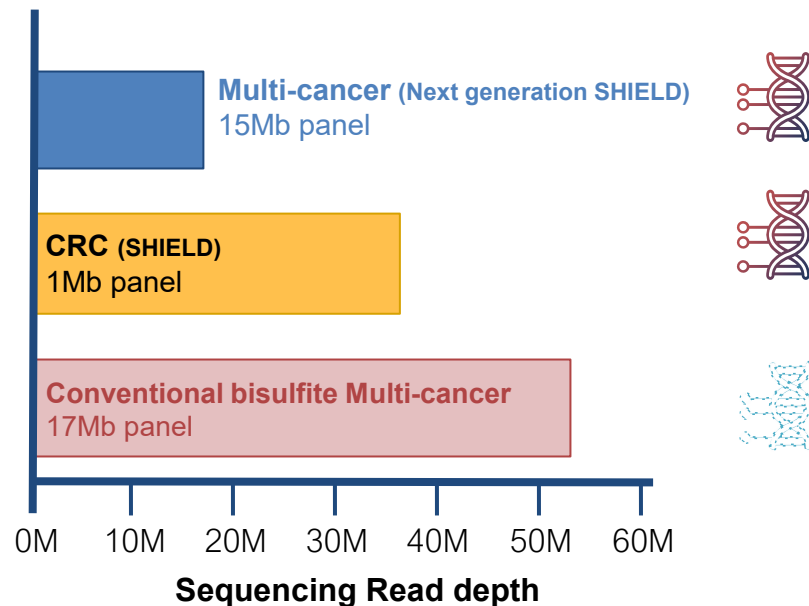 Multi-cancer (Next generation SHIELD)
15Mb panel
CRC (SHIELD)
1Mb panel
Conventional bisulfite Multi-cancer
17Mb panel
0M 10M 20M 30M 40M 50M 60M
Sequencing Read depth